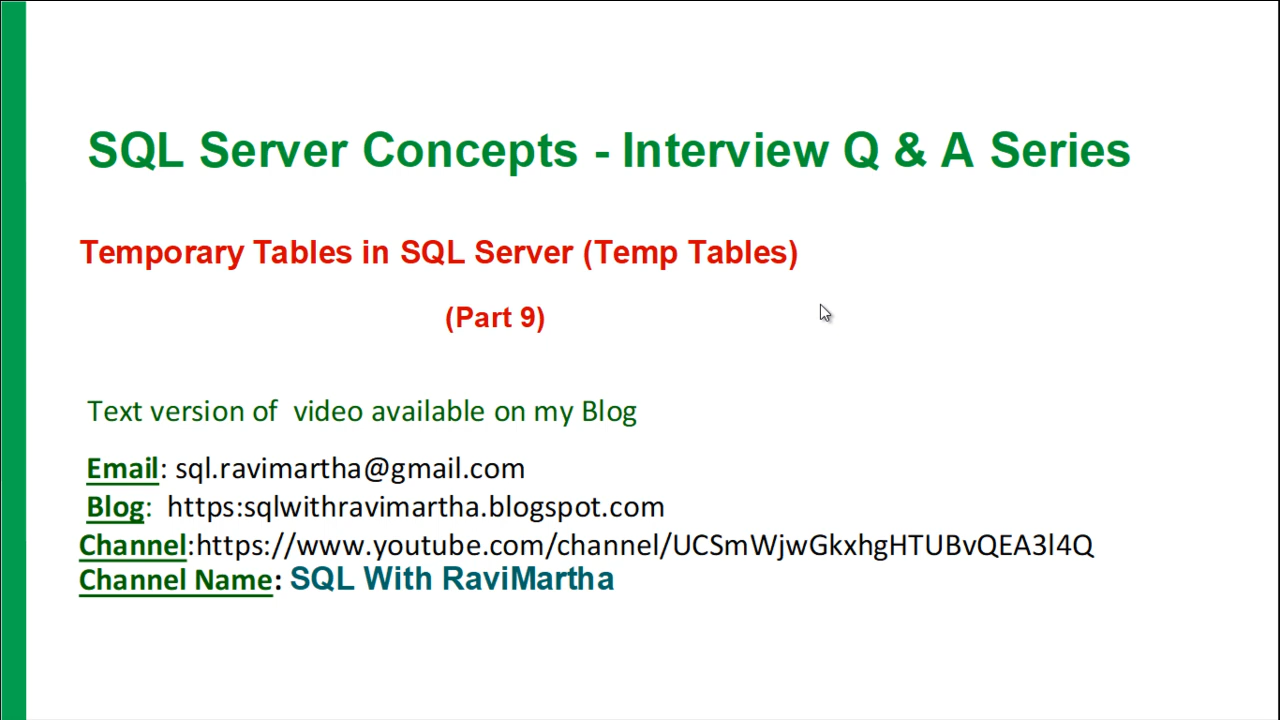 SQL Server Concepts - Interview Q & A Series
Temporary Tables in SQL Server (Temp Tables)
(Part 9)
Text version of  video available on my Blog
Email: sql.ravimartha@gmail.com
Blog:  https:sqlwithravimartha.blogspot.com
Channel:https://www.youtube.com/channel/UCSmWjwGkxhgHTUBvQEA3l4Q
Channel Name: SQL With RaviMartha